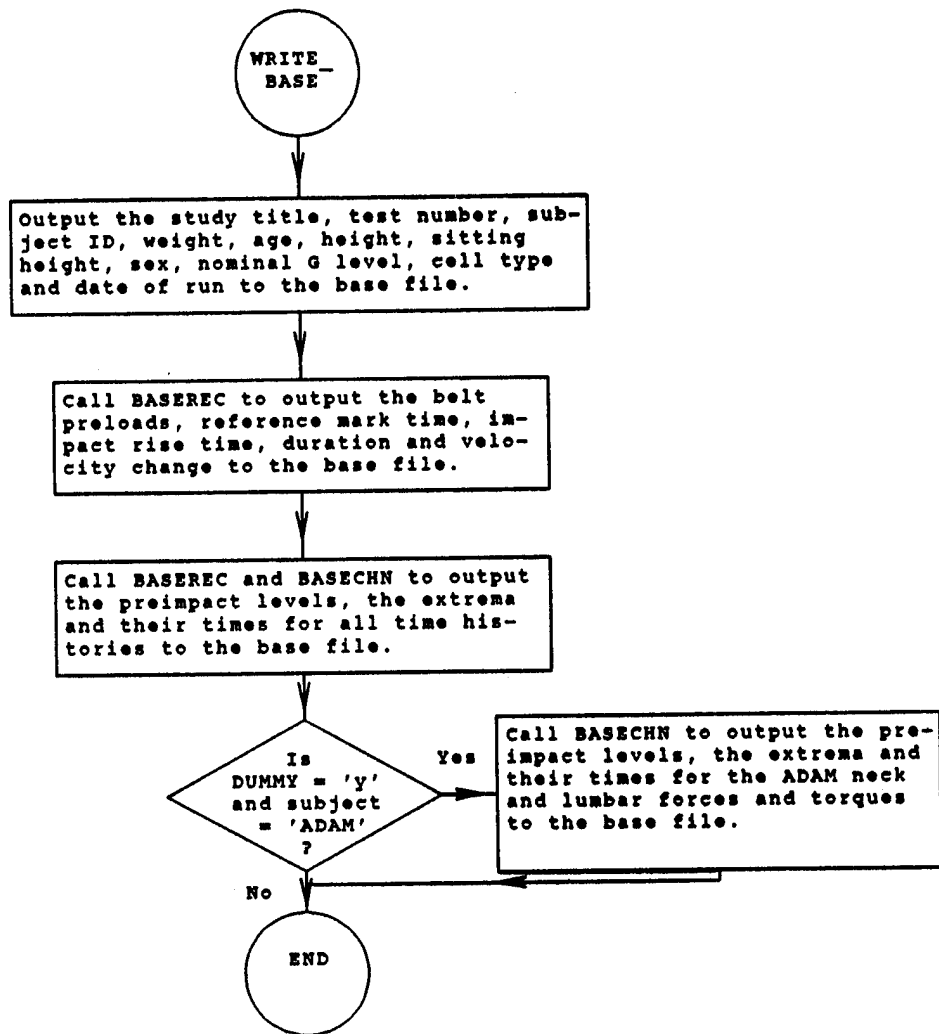 WRITE_
BASE
Output the study title, test number, sub-
ject ID, weight, age, height, sitting
height, sex, nominal G level, cell type
and date of run to the base file.
Call BASEREC to output the belt
preloads, reference mark time, im-
pact rise time, duration and velo-
city change to the base file.
Call BASEREC and BASECHN to output
the preimpact levels, the extrema
and their times for all time his-
tories to the base file.
Is
DUMMY = 'y'
and subject
= 'ADAM'
?
Yes
Call BASECHN to output the pre-
impact levels, the extrema and
their times for the ADAM neck
and lumbar forces and torques
to the base file.
No
END